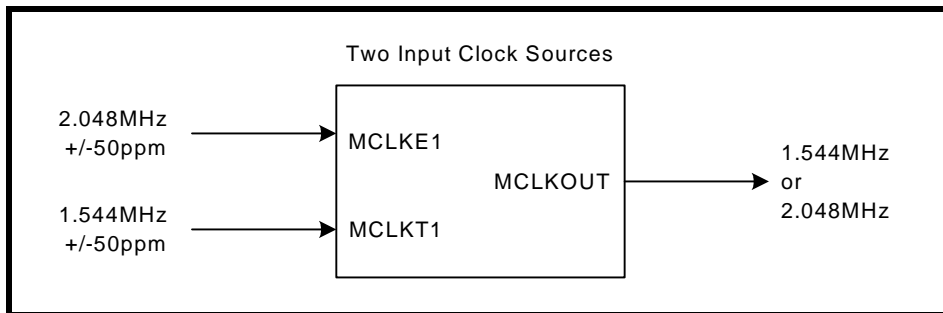 Two Input Clock Sources
2.048MHz
+/-50ppm
MCLKE1
MCLKOUT
1.544MHz
or
2.048MHz
1.544MHz
+/-50ppm
MCLKT1